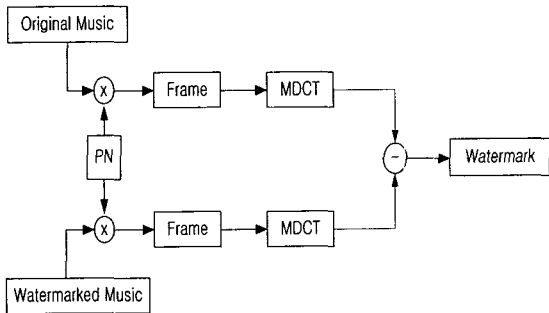 Original Music
x
Frame
MDCT
PN
~
Watermark
x
Frame
MDCT
Watermarked Music